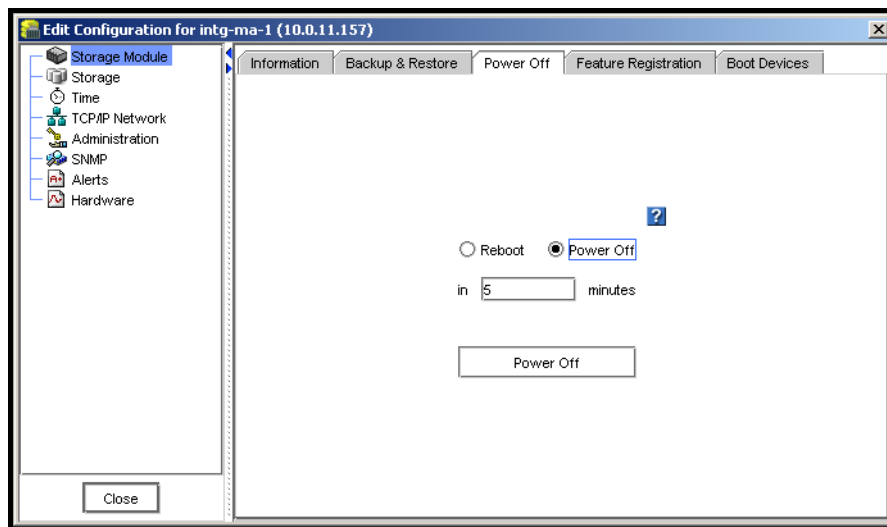 Edit Configuration for intg-ma-1 (10.0.11.157)
Storage Module
Storage
Time
TCP/IP Network
Administration
SNMP
Alerts
Hardware
Close
Information
Backup & Restore
Power Off
Feature Registration
Boot Devices
?
Reboot
Power Off
in 5 minutes
Power Off